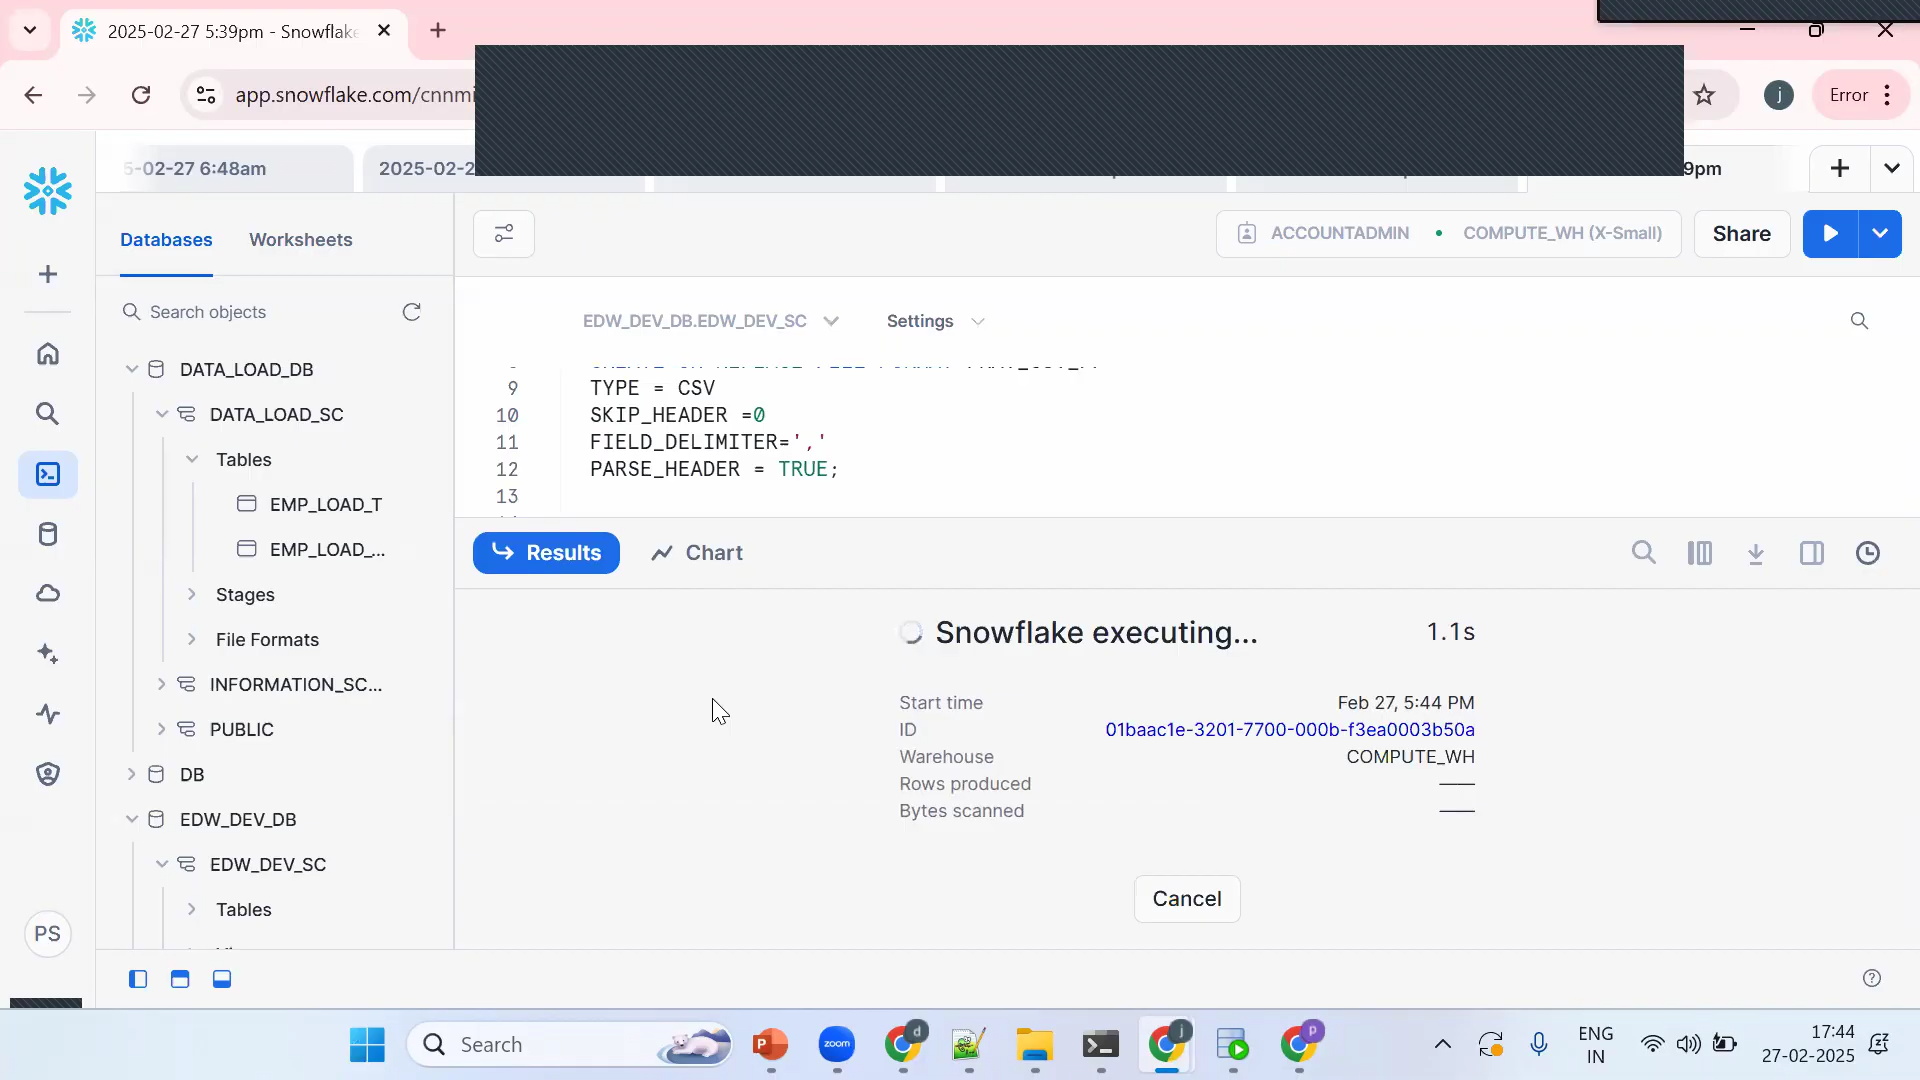 2025-02-27 5:39pm - Snowflake
app.snowflake.com/cnnmi
j
Error
5-02-27 6:48am
2025-02-2
9pm
Databases
Worksheets
ACCOUNTADMIN
COMPUTE_WH (X-Small)
Share
Search objects
EDW_DEV_DB.EDW_DEV_SC
Settings
DATA_LOAD_DB
DATA_LOAD_SC
Tables
EMP_LOAD_T
EMP_LOAD_...
Stages
File Formats
INFORMATION_SC...
PUBLIC
DB
EDW_DEV_DB
EDW_DEV_SC
Tables
9 TYPE = CSV
10 SKIP_HEADER =0
11 FIELD_DELIMITER=','
12 PARSE_HEADER = TRUE;
13
Results
Chart
Snowflake executing... 1.1s
Start time Feb 27, 5:44 PM
ID 01baac1e-3201-7700-000b-f3ea0003b50a
Warehouse COMPUTE_WH
Rows produced
Bytes scanned
Cancel
PS
Search
P
zoom
d
j
p
ENG
IN
17:44
27-02-2025